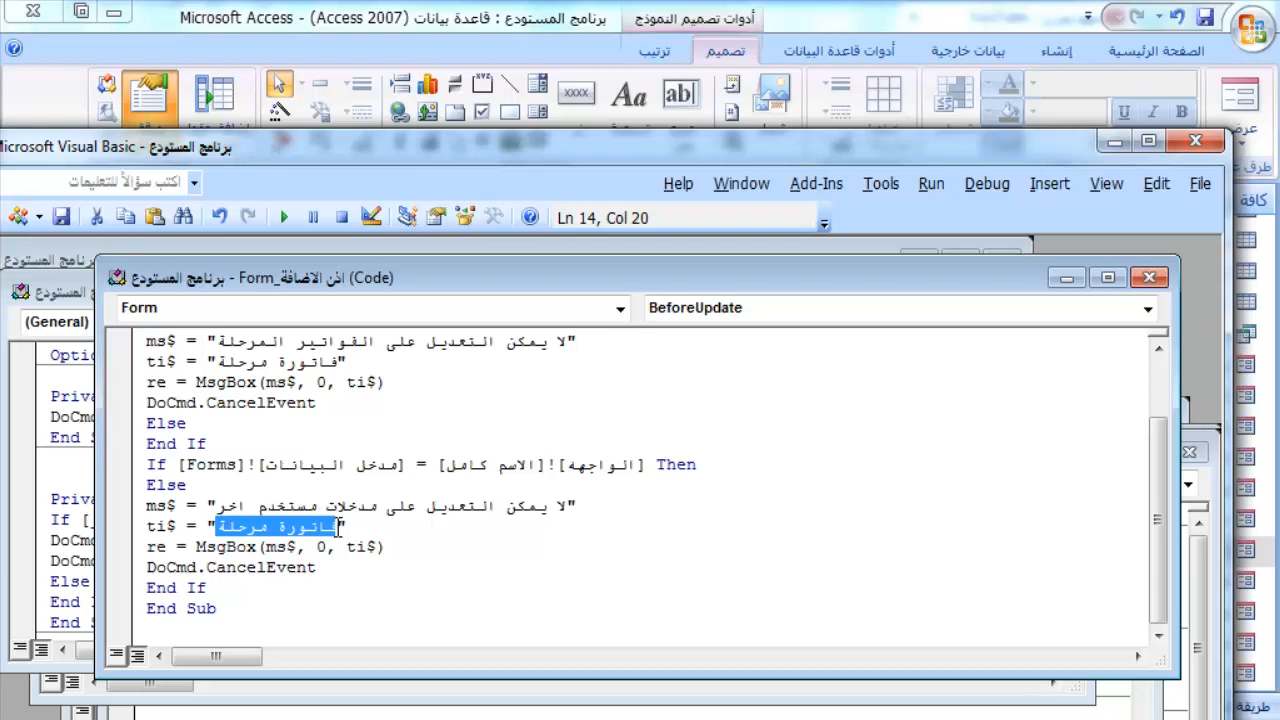 Microsoft Access - (Access 2007) برنامج المستودع : قاعدة بيانات
أدوات تصميم النموذج
الصفحة الرئيسية
إنشاء
بيانات خارجية
أدوات قاعدة البيانات
تصميم
ترتيب
Microsoft Visual Basic - برنامج المستودع
اكتب سؤالاً للتعليمات
File Edit View Insert Debug Run Tools Add-Ins Window Help
Ln 14, Col 20
برنامج المستودع - Form_اذن الاضافة (Code)
Form
BeforeUpdate
(General)
ms$ = "لا يمكن التعديل على القواتير المرحلة"
ti$ = "فاتورة مرحلة"
re = MsgBox(ms$, 0, ti$)
DoCmd.CancelEvent
Else
End If
If [Forms]![الواجهة]![الاسم كامل] = [مدخل البيانات] Then
Else
ms$ = "لا يمكن التعديل على مدخلات مستخدم اخر"
ti$ = "فاتورة مرحلة"
re = MsgBox(ms$, 0, ti$)
DoCmd.CancelEvent
End If
End Sub
كافة